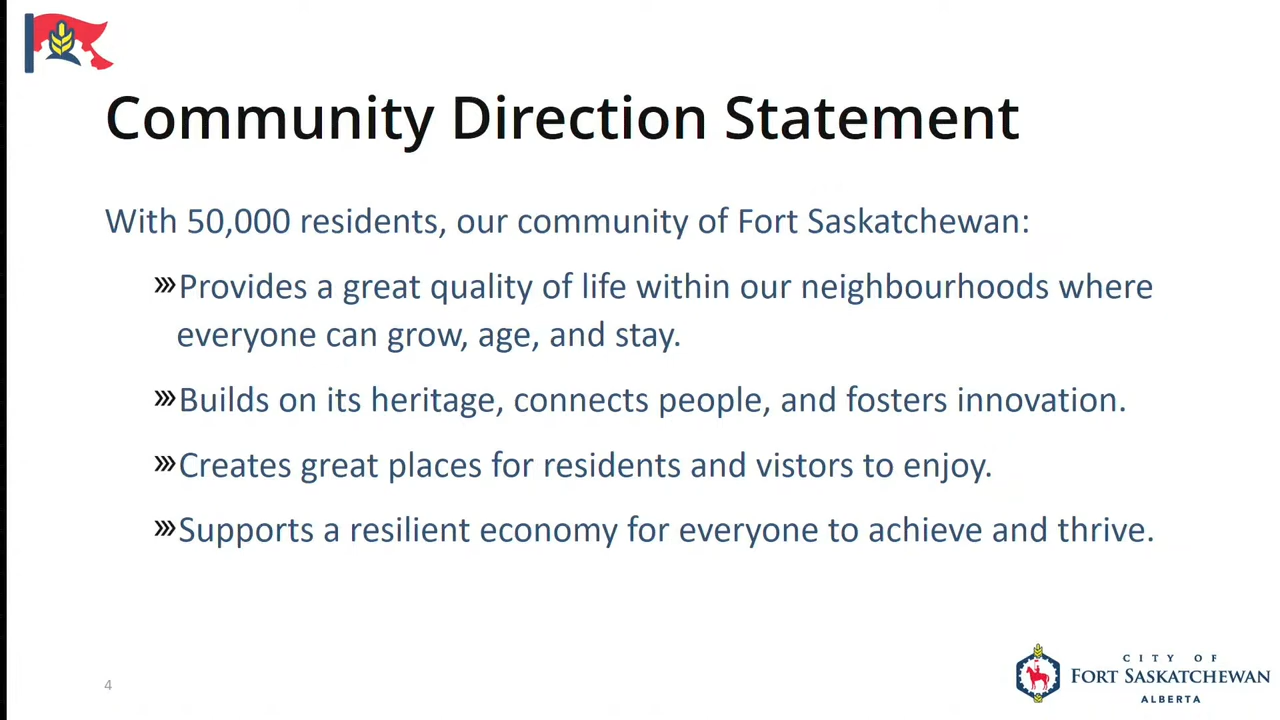 Community Direction Statement
With 50,000 residents, our community of Fort Saskatchewan:
»»Provides a great quality of life within our neighbourhoods where
everyone can grow, age, and stay.
»»Builds on its heritage, connects people, and fosters innovation.
»»Creates great places for residents and vistors to enjoy.
»»Supports a resilient economy for everyone to achieve and thrive.
4
CITY OF
FORT SASKATCHEWAN
ALBERTA